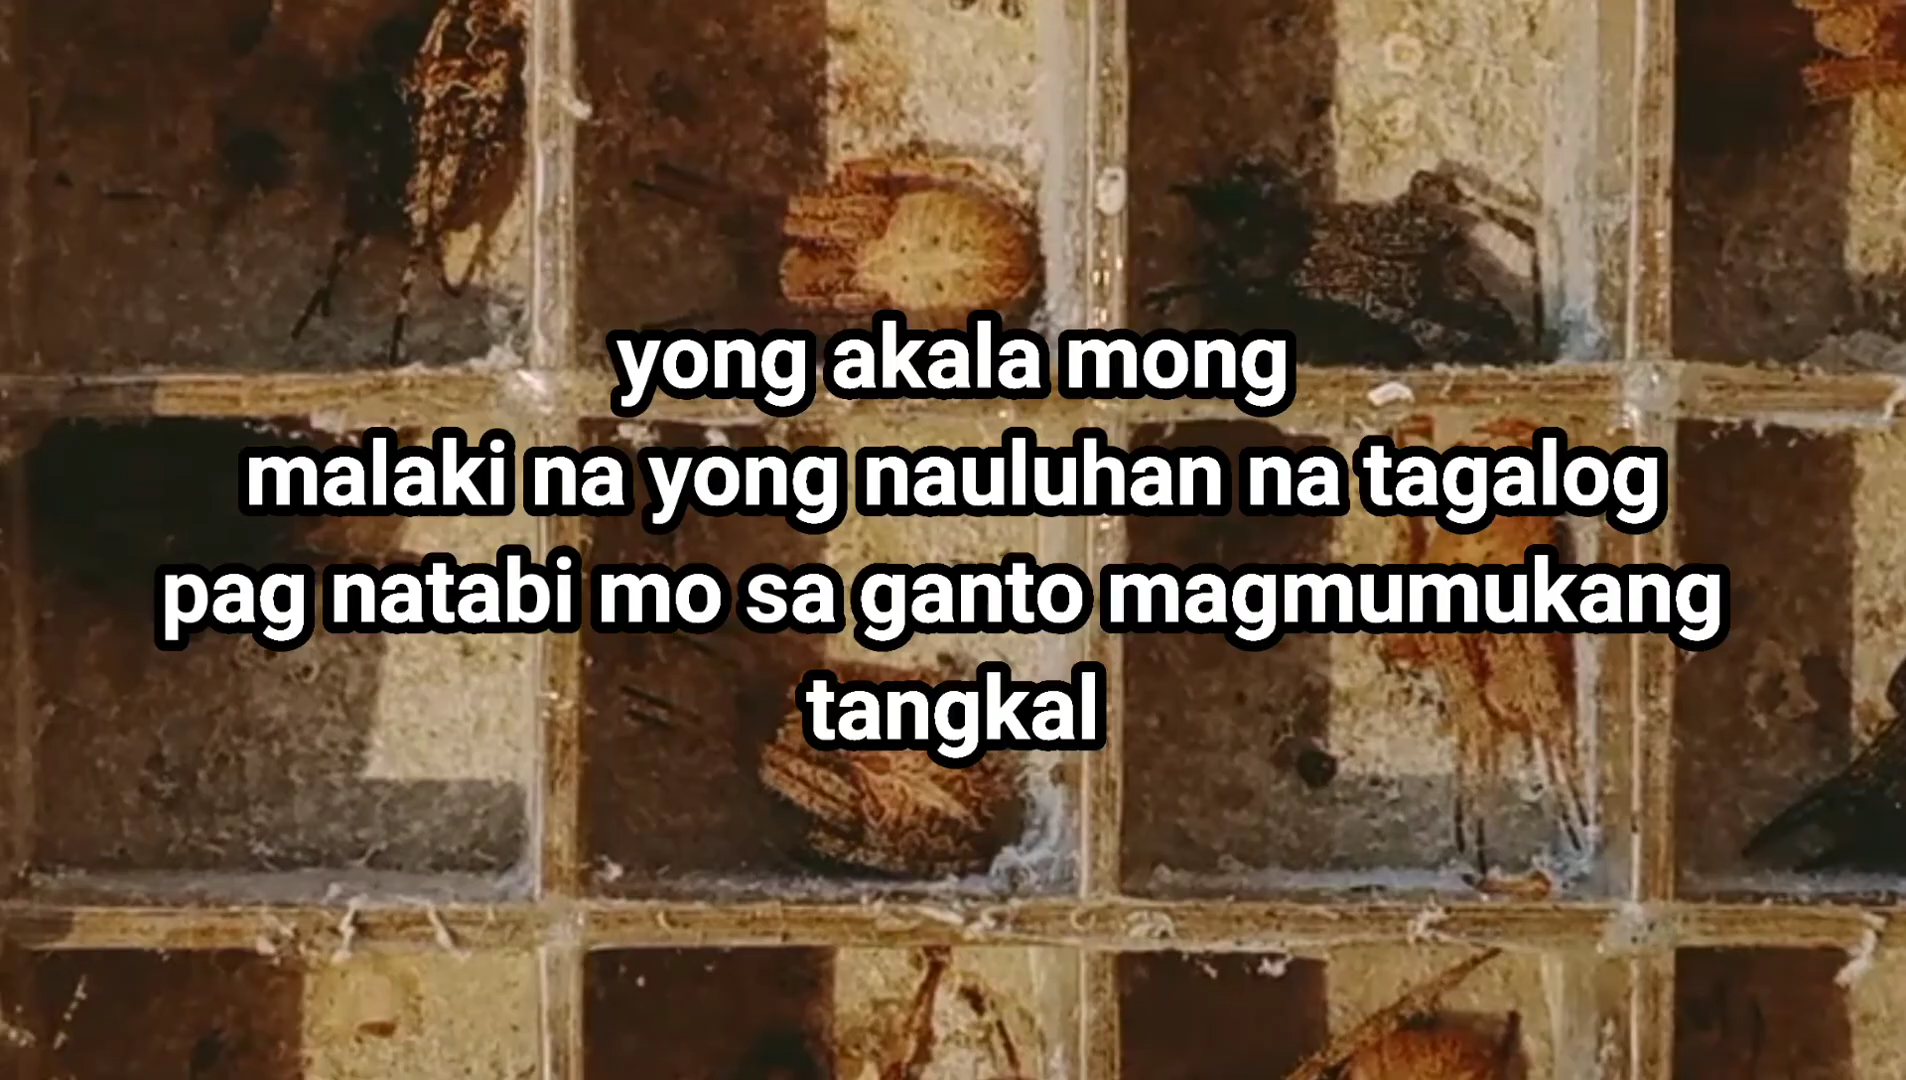 yong akala mong
malaki na yong nauluhan na tagalog
pag natabi mo sa ganto magmumukang
tangkal